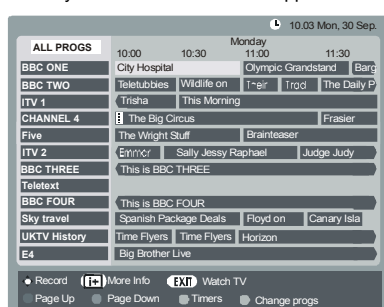 10.03 Mon, 30 Sep.
ALL PROGS Monday
10:00 10:30 11:00 11:30
BBC ONE City Hospital Olympic Grandstand Barg
BBC TWO Teletubbies Wildlife on Their Trad The Daily P
ITV 1 Trisha This Morning
CHANNEL 4 The Big Circus Frasier
Five The Wright Stuff Brainteaser
ITV 2 Sally Jessy Raphael Judge Judy
BBC THREE This is BBC THREE
Teletext
BBC FOUR This is BBC FOUR
Sky travel Spanish Package Deals Floyd on Canary Isla
UKTV History Time Flyers Time Flyers Horizon
E4 Big Brother Live
Record i+ More Info EXIT Watch TV
Page Up Page Down Timers Change progs